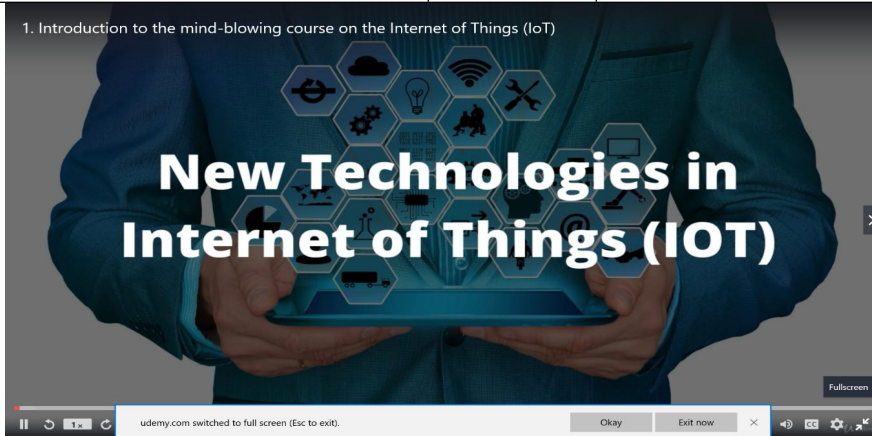 1. Introduction to the mind-blowing course on the Internet of Things (IoT)
New Technologies in
Internet of Things (IOT)
Fullscreen
1x
udemy.com switched to full screen (Esc to exit).
Okay
Exit now
CC